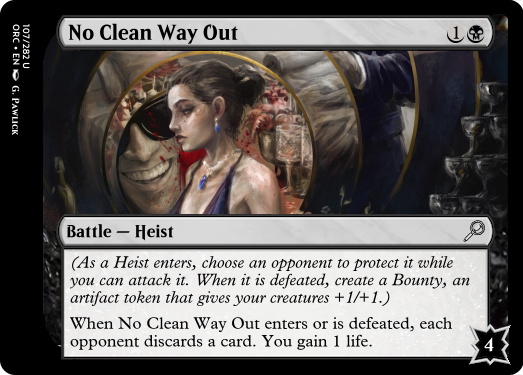 No Clean Way Out 1
107/282 U
ORC • EN G. Pawlick
Battle — Heist
(As a Heist enters, choose an opponent to protect it while
you can attack it. When it is defeated, create a Bounty, an
artifact token that gives your creatures +1/+1.)
When No Clean Way Out enters or is defeated, each
opponent discards a card. You gain 1 life.
4